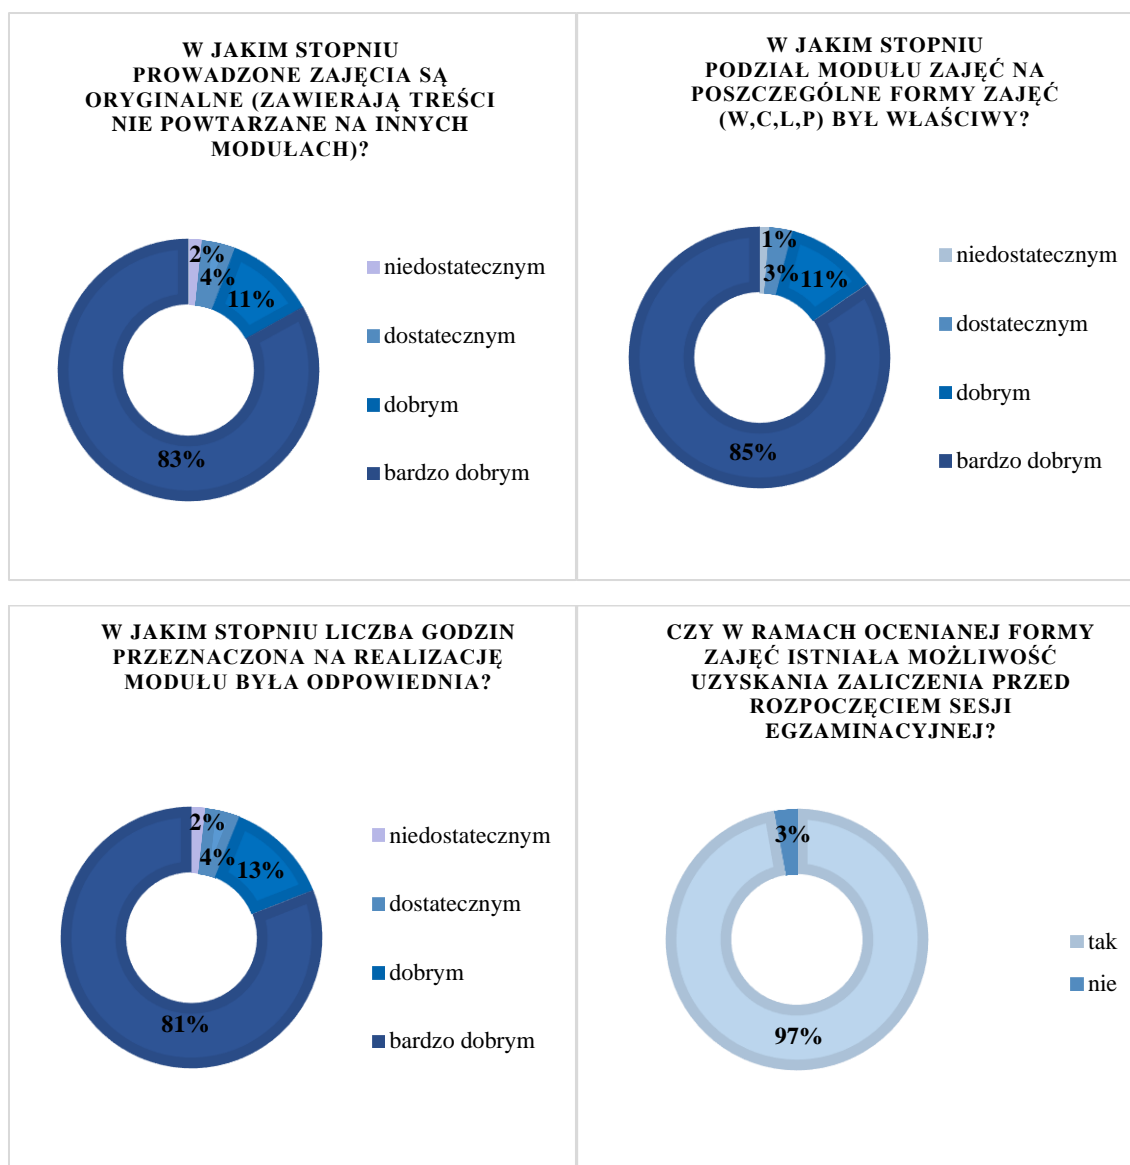 W JAKIM STOPNIU
PROWADZONE ZAJĘCIA SĄ
ORYGINALNE (ZAWIERAJĄ TREŚCI
NIE POWTARZANE NA INNYCH
MODUŁACH)?
2%
4%
11%
83%
niedostatecznym
dostatecznym
dobrym
bardzo dobrym
W JAKIM STOPNIU
PODZIAŁ MODUŁU ZAJĘĆ NA
POSZCZEGÓLNE FORMY ZAJĘĆ
(W,C,L,P) BYŁ WŁAŚCIWY?
1%
3%
11%
85%
niedostatecznym
dostatecznym
dobrym
bardzo dobrym
W JAKIM STOPNIU LICZBA GODZIN
PRZEZNACZONA NA REALIZACJĘ
MODUŁU BYŁA ODPOWIEDNIA?
2%
4%
13%
81%
niedostatecznym
dostatecznym
dobrym
bardzo dobrym
CZY W RAMACH OCENIANEJ FORMY
ZAJĘĆ ISTNIAŁA MOŻLIWOŚĆ
UZYSKANIA ZALICZENIA PRZED
ROZPOCZĘCIEM SESJI
EGZAMINACYJNEJ?
3%
97%
tak
nie